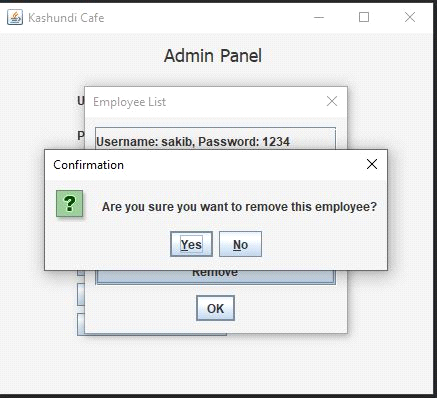 Kashundi Cafe
Admin Panel
U
Employee List
P
Username: sakib, Password: 1234
Confirmation
?
Are you sure you want to remove this employee?
Yes
No
Remove
OK